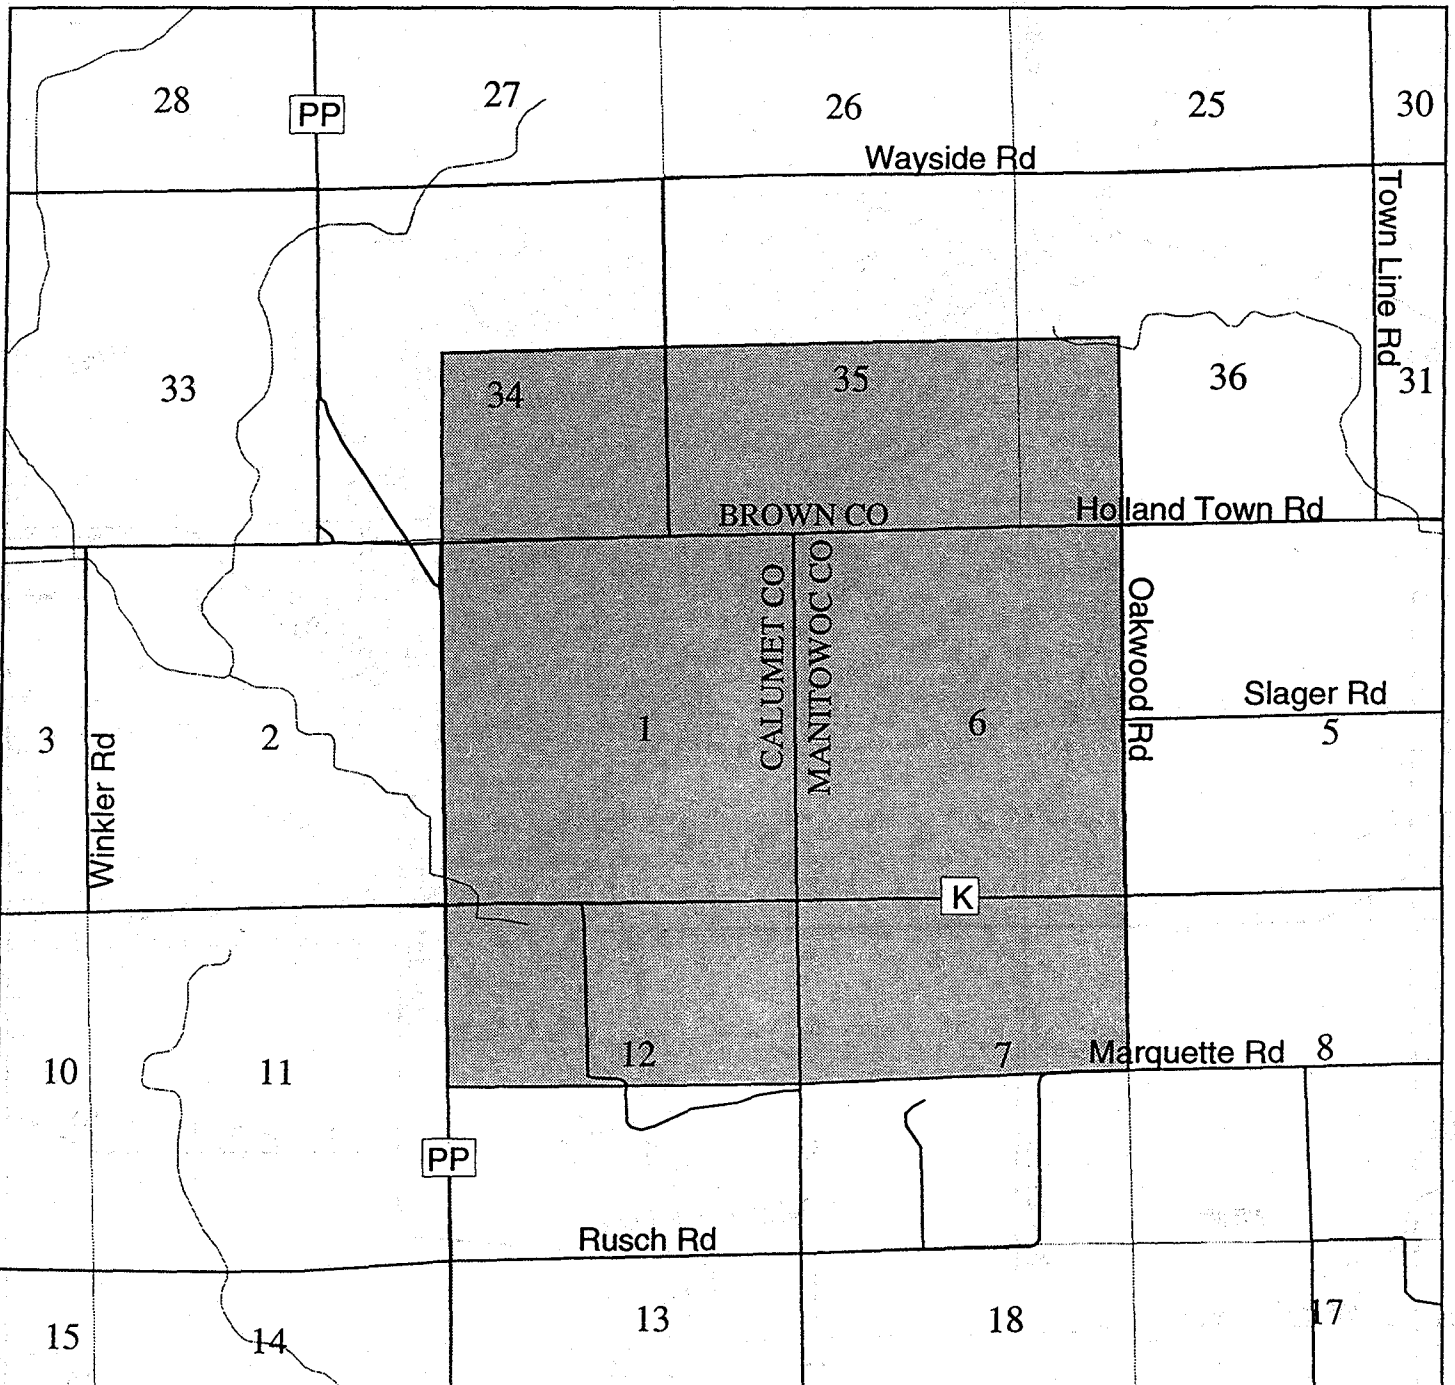 28
PP
27
26
25
30
Wayside Rd
Town Line Rd
33
34
35
36
31
BROWN CO
Holland Town Rd
CALUMET CO
MANITOWOC CO
Oakwood Rd
Slager Rd
3
Winkler Rd
2
1
6
5
K
10
11
12
7
Marquette Rd
8
PP
Rusch Rd
15
14
13
18
17